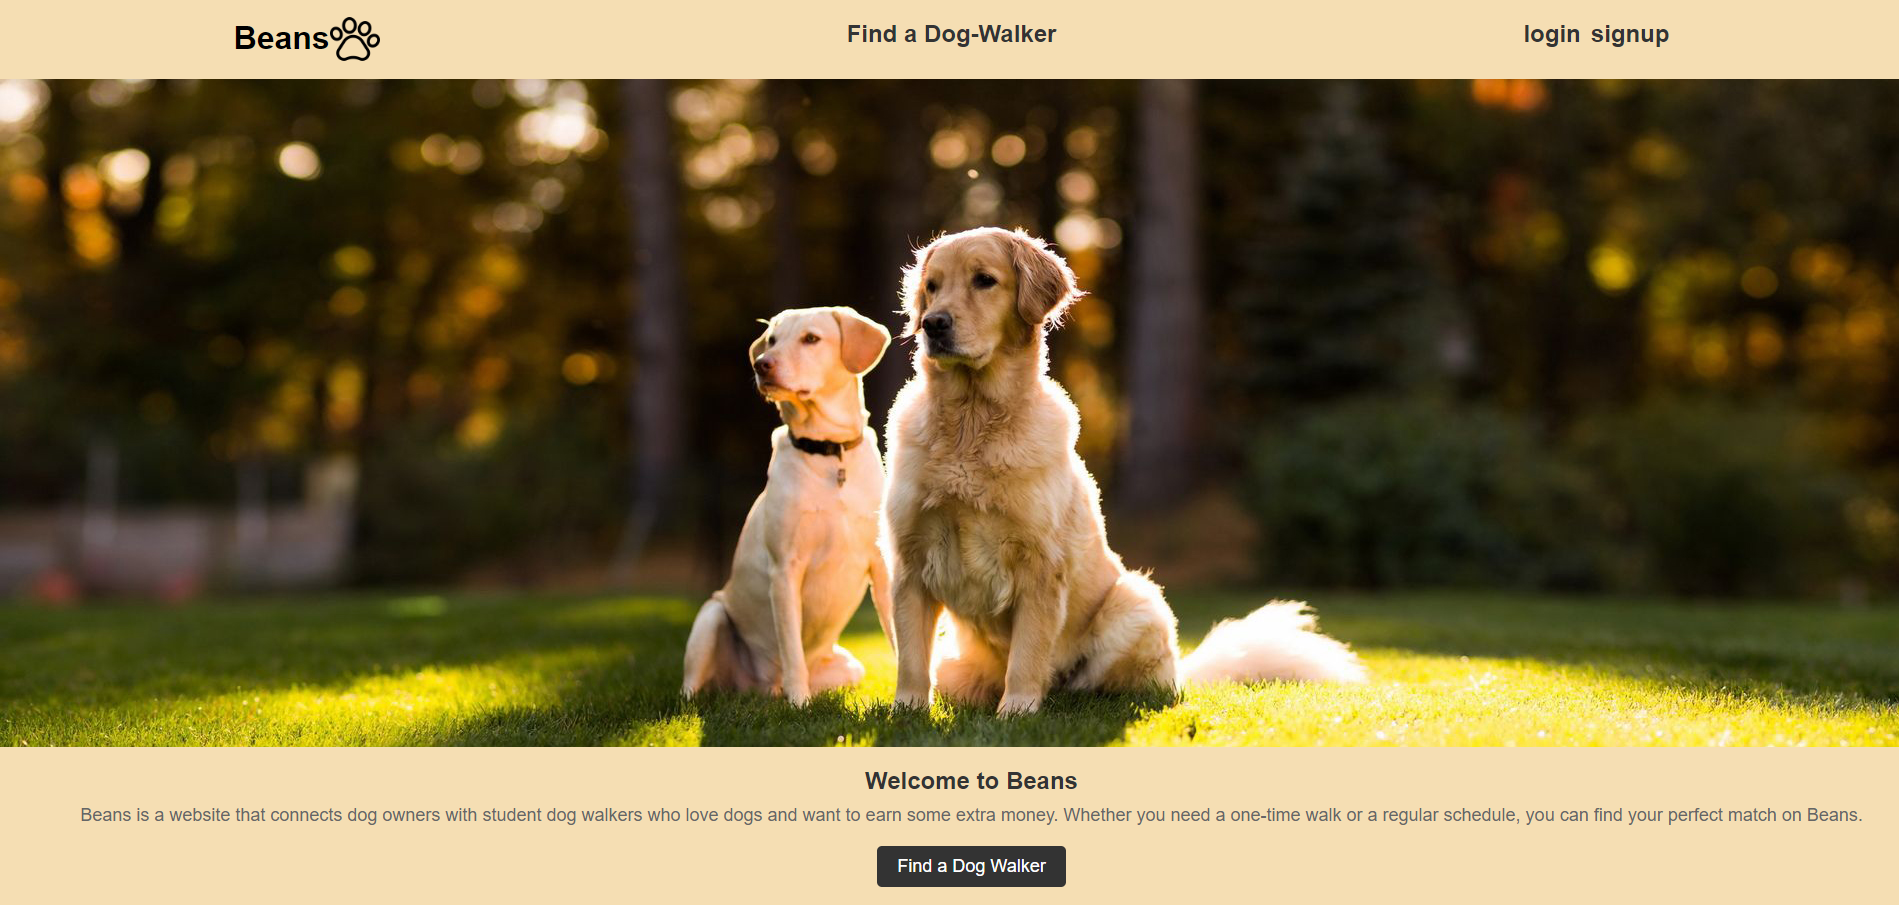 Beans
Find a Dog-Walker
login signup
Welcome to Beans
Beans is a website that connects dog owners with student dog walkers who love dogs and want to earn some extra money. Whether you need a one-time walk or a regular schedule, you can find your perfect match on Beans.
Find a Dog Walker